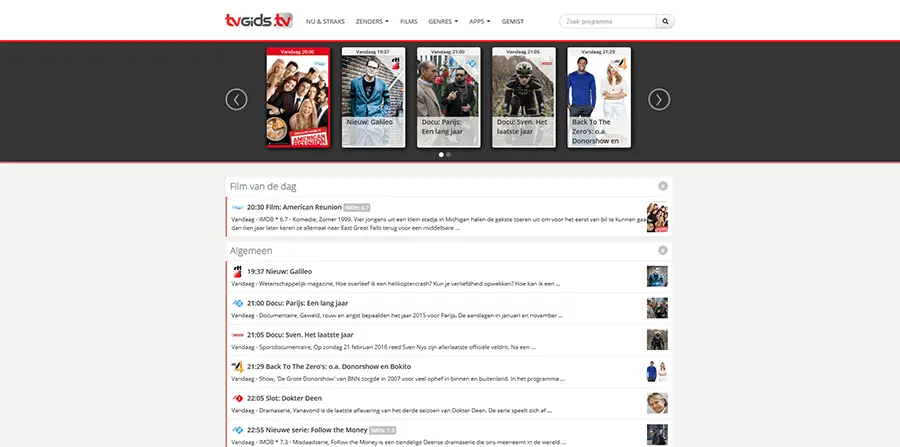 tvGids.tv NU & STRAKS ZENDERS FILMS GENRES APPS GEMIST Zoek programma
Vandaag 20:30 Vandaag 19:37 Vandaag 21:00 Vandaag 21:05 Vandaag 21:29
AMERICAN
REUNION
Nieuw: Galileo
Docu: Parijs:
Een lang jaar
Docu: Sven. Het
laatste jaar
Back To The
Zero's: o.a.
Donorshow en
Film van de dag
20:30 Film: American Reunion IMDb: 6.7
Vandaag - IMDB * 6.7 - Komedie, Zomer 1999. Vier jongens uit een klein stadje in Michigan halen de gekste toeren uit om voor het eerst van bil te kunnen gaan
dan tien jaar later keren ze allemaal naar East Great Falls terug voor een middelbare ...
Algemeen
19:37 Nieuw: Galileo
Vandaag - Wetenschappelijk magazine, Hoe overleef ik een helikoptercrash? Kun je verliefdheid opwekken? Hoe kan ik een ...
21:00 Docu: Parijs: Een lang jaar
Vandaag - Documentaire, Geweld, rouw en angst bepaalden het jaar 2015 voor Parijs. De aanslagen in januari en november ...
21:05 Docu: Sven. Het laatste jaar
Vandaag - Sportdocumentaire, Op zondag 21 februari 2016 reed Sven Nys zijn allerlaatste officiële veldrit. Na een ...
21:29 Back To The Zero's: o.a. Donorshow en Bokito
Vandaag - Show, 'De Grote Donorshow' van BNN zorgde in 2007 voor veel ophef in binnen en buitenland. In het programma ...
22:05 Slot: Dokter Deen
Vandaag - Dramaserie, Vanavond is de laatste aflevering van het derde seizoen van Dokter Deen. De serie speelt zich af ...
22:55 Nieuwe serie: Follow the Money IMDb: 7.3
Vandaag - IMDB * 7.3 - Misdaadserie, Follow the Money is een tiendelige Deense dramaserie die ons meeneemt in de wereld ...